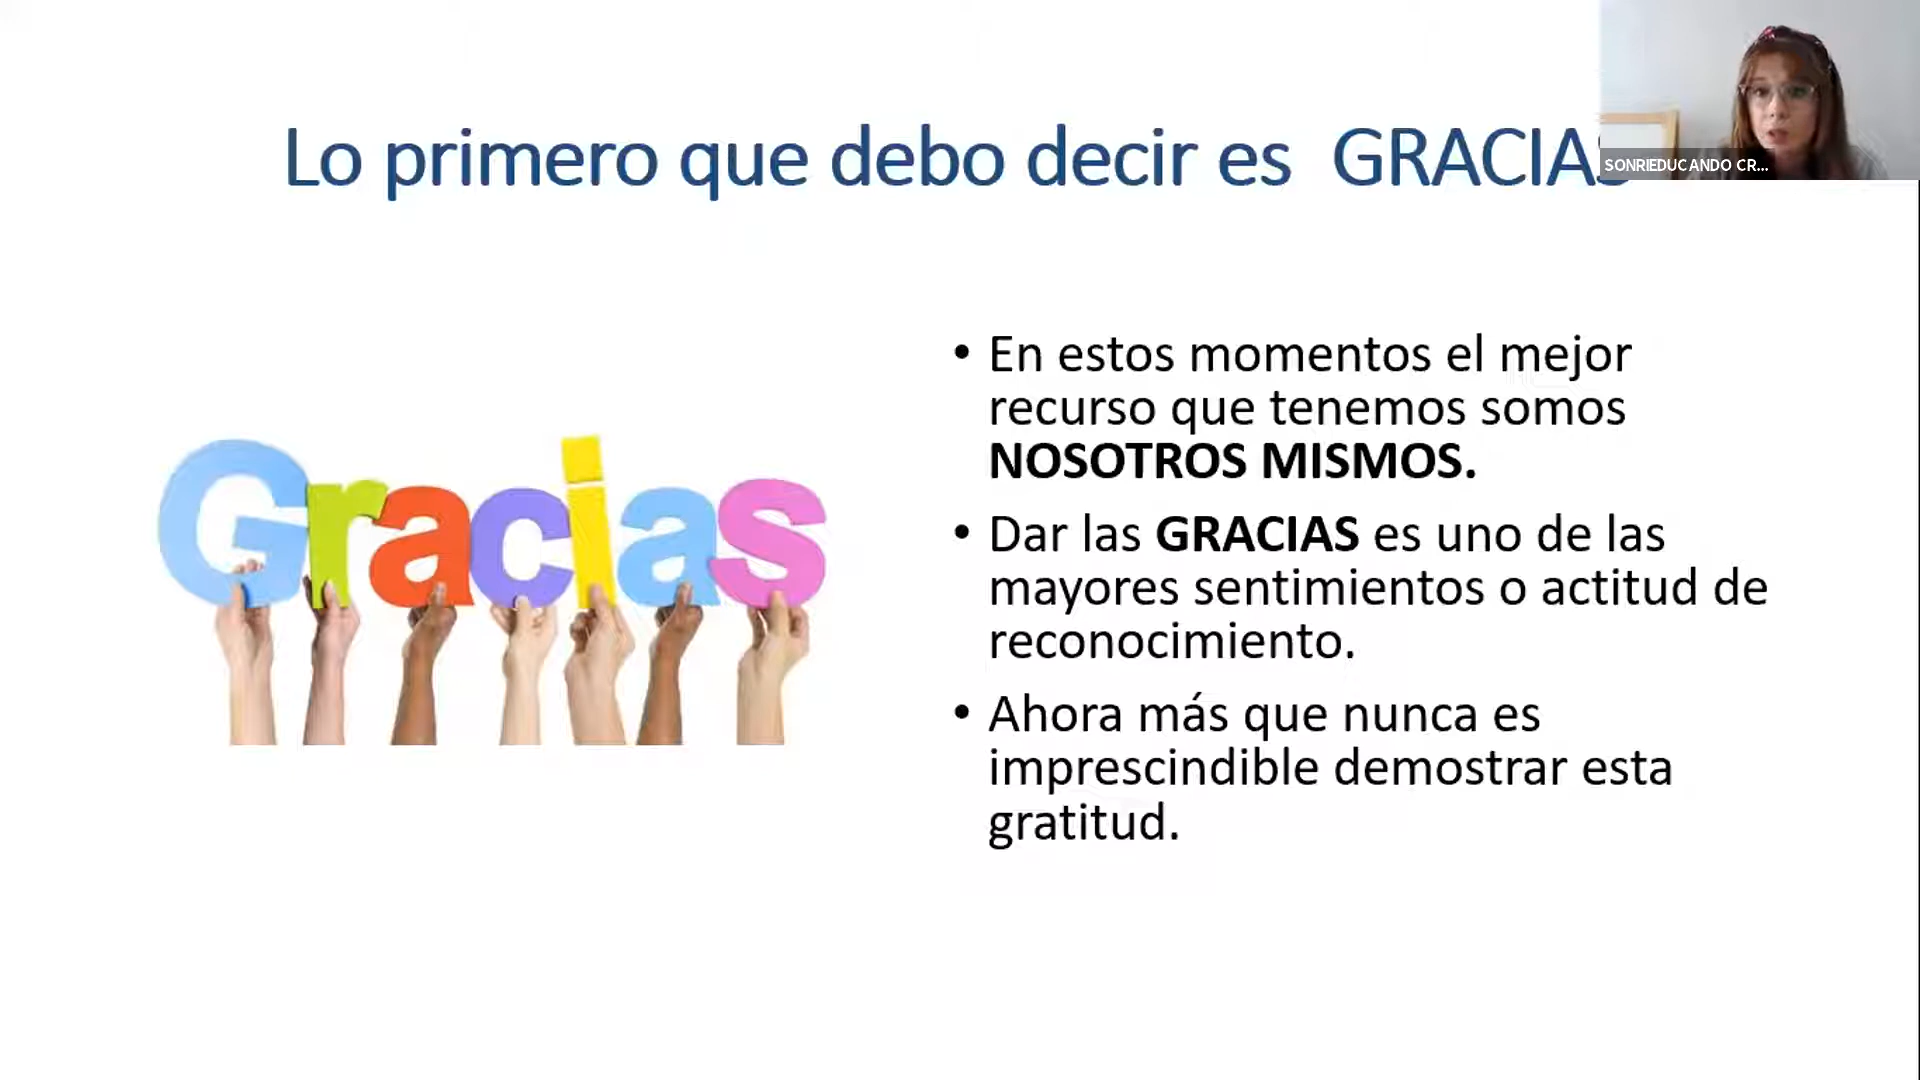 Lo primero que debo decir es GRACIAS
SONRIEDUCANDO CR...
Gracias
• En estos momentos el mejor
recurso que tenemos somos
NOSOTROS MISMOS.
• Dar las GRACIAS es uno de las
mayores sentimientos o actitud de
reconocimiento.
• Ahora más que nunca es
imprescindible demostrar esta
gratitud.